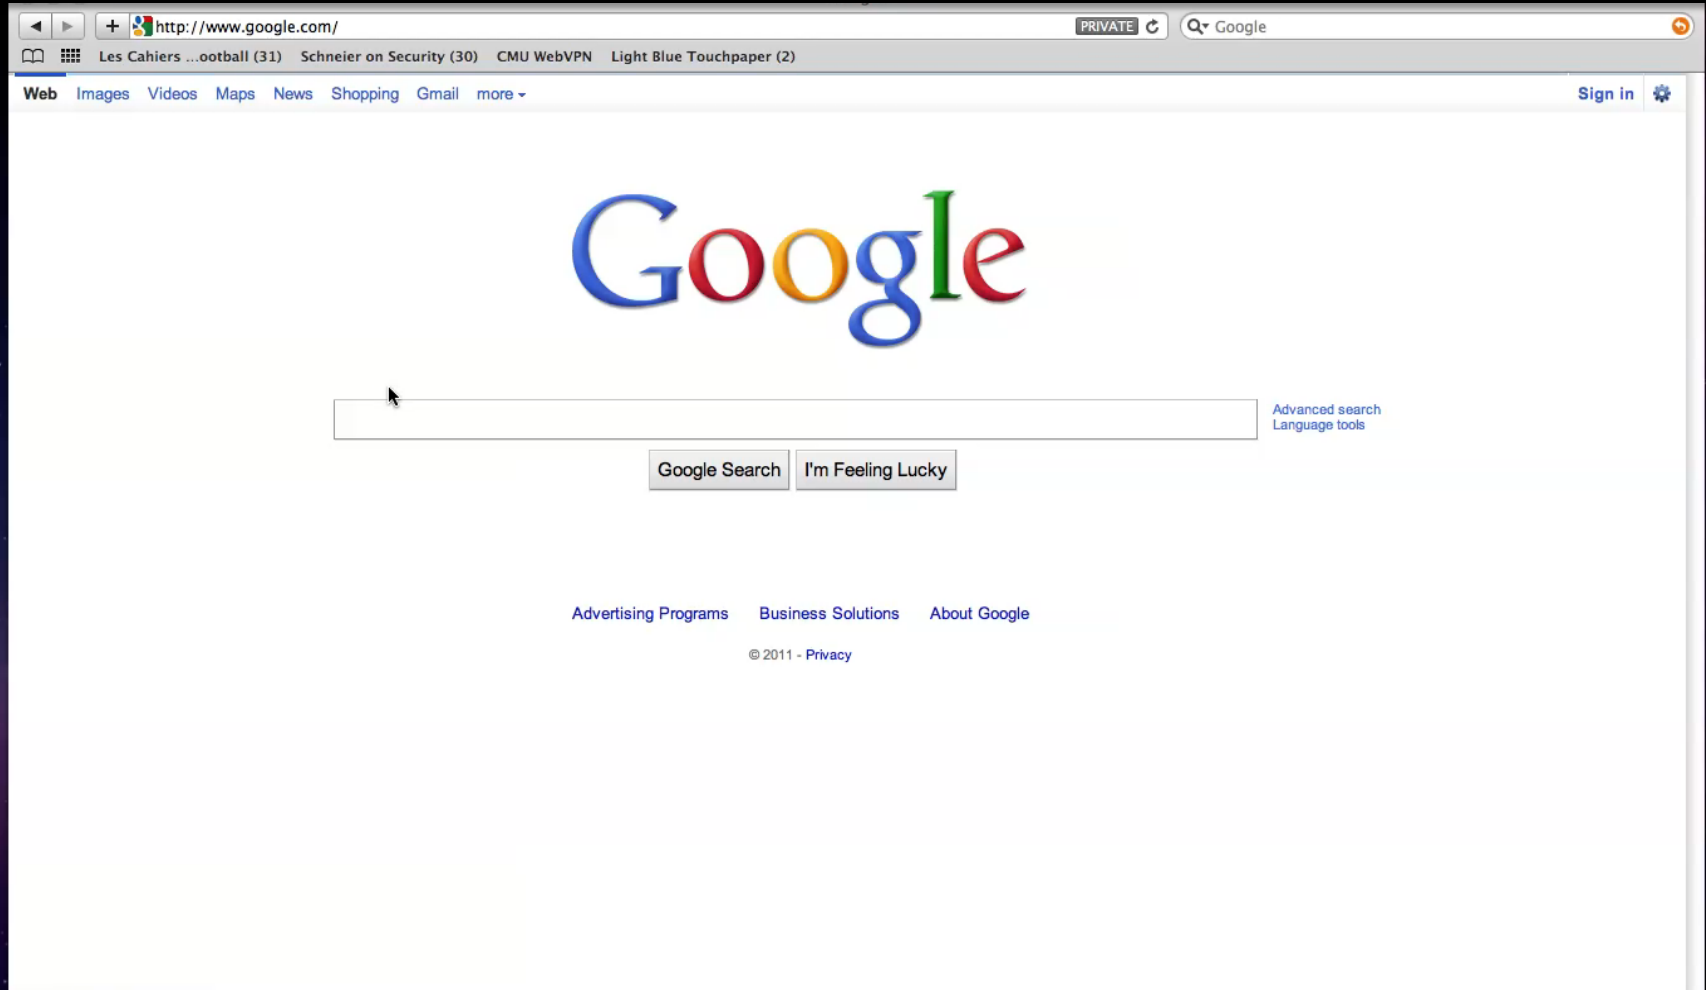 http://www.google.com/ PRIVATE Google
Les Cahiers ...ootball (31) Schneier on Security (30) CMU WebVPN Light Blue Touchpaper (2)
Web Images Videos Maps News Shopping Gmail more Sign in
Google
Advanced search
Language tools
Google Search I'm Feeling Lucky
Advertising Programs Business Solutions About Google
© 2011 - Privacy